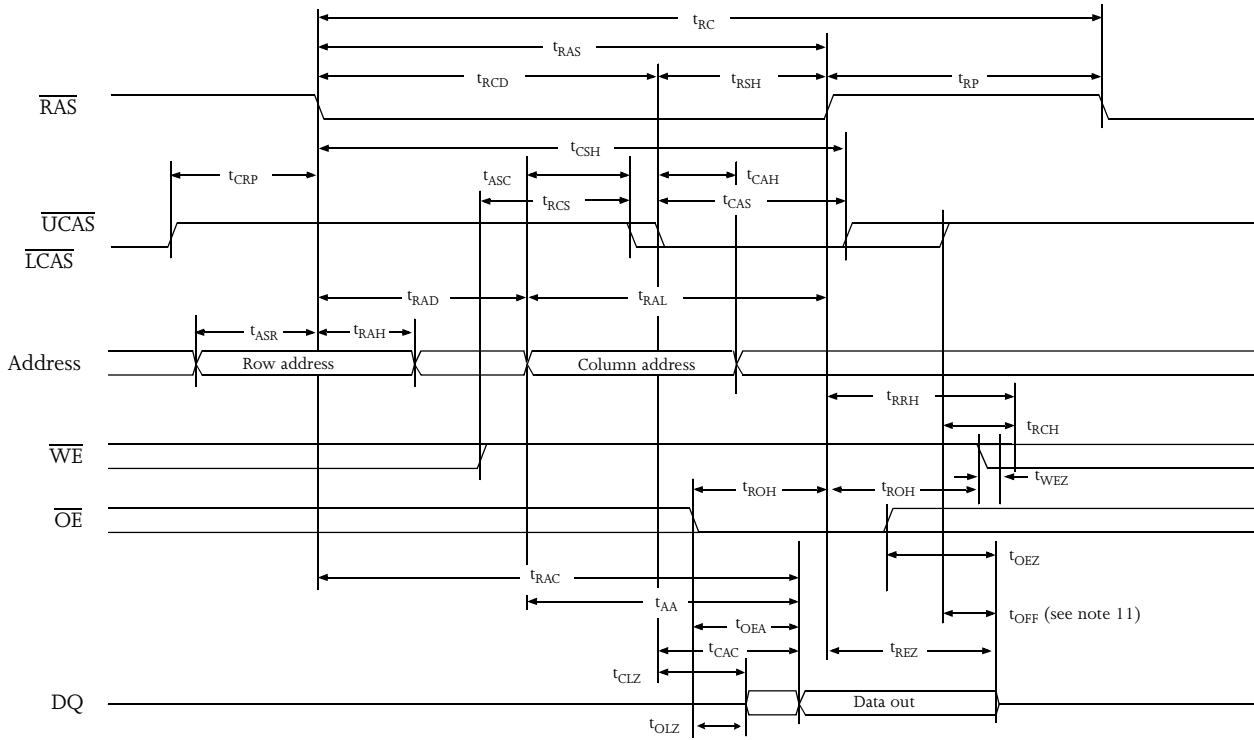 tRC
tRAS
tRCD tRSH tRP
RAS
tCSH
tCRP tASC tCAH
tRCS tCAS
UCAS
LCAS
tRAD tRAL
tASR tRAH
Address Row address Column address
tRRH
tRCH
WE
tWEZ
tROH tROH
OE
tOEZ
tRAC
tAA
tOFF (see note 11)
tOEA
tCAC tREZ
tCLZ
DQ Data out
tOLZ